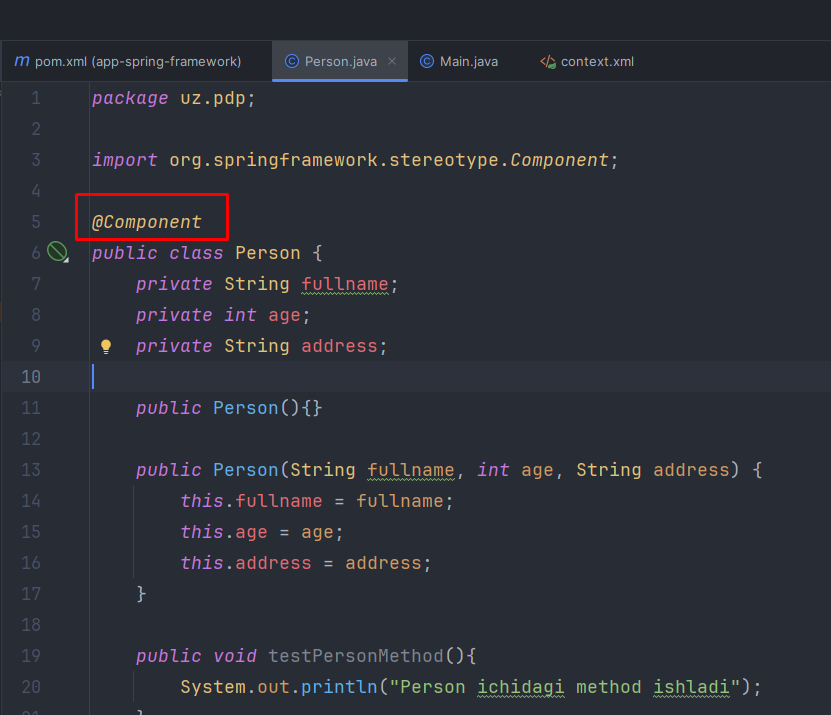 m pom.xml (app-spring-framework) © Person.java × © Main.java </> context.xml
1 package uz.pdp;
2
3 import org.springframework.stereotype.Component;
4
5 @Component
6 public class Person {
7 private String fullname;
8 private int age;
9 private String address;
10
11 public Person(){}
12
13 public Person(String fullname, int age, String address) {
14 this.fullname = fullname;
15 this.age = age;
16 this.address = address;
17 }
18
19 public void testPersonMethod(){
20 System.out.println("Person ichidagi method ishladi");